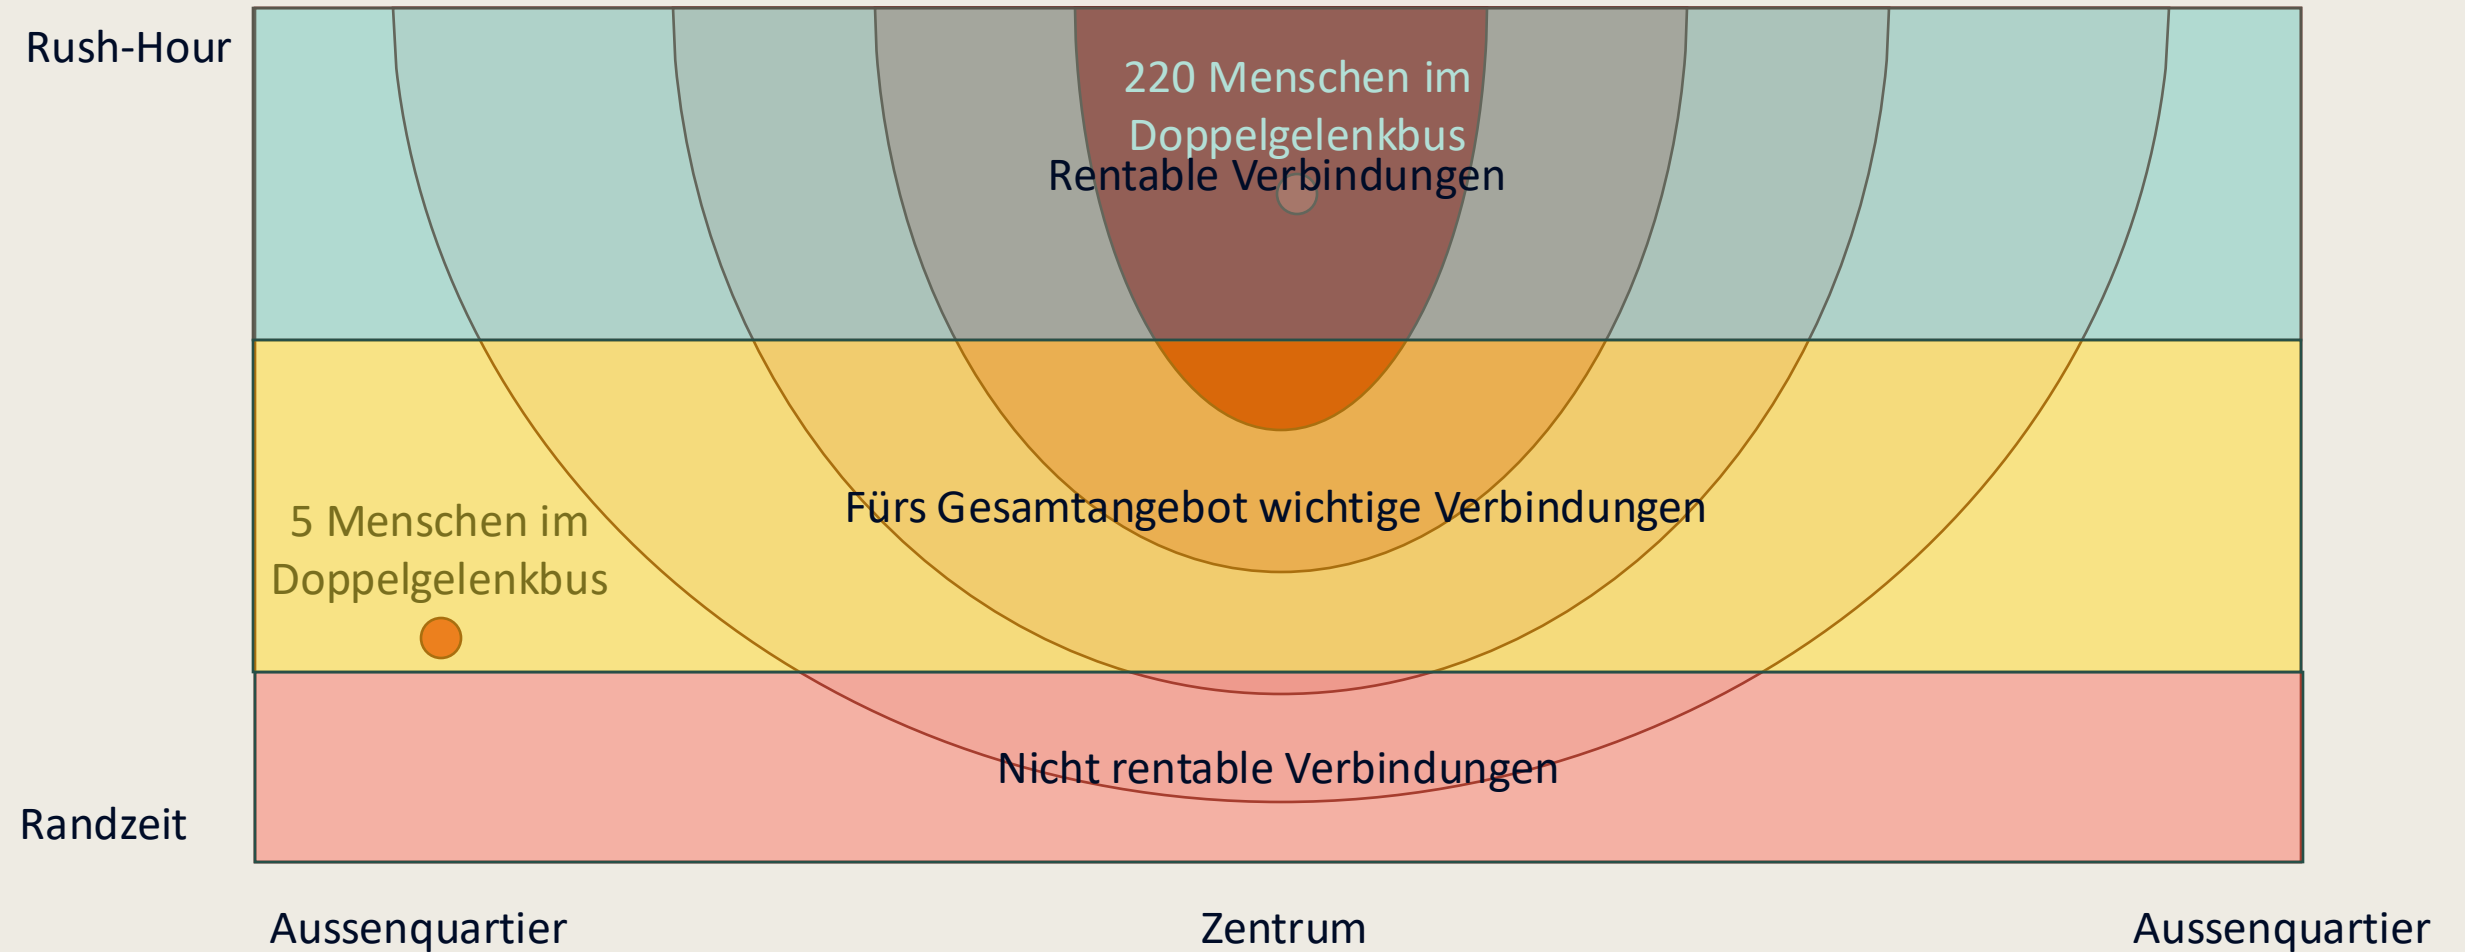 Rush-Hour
220 Menschen im
Doppelgelenkbus
Rentable Verbindungen
Fürs Gesamtangebot wichtige Verbindungen
5 Menschen im
Doppelgelenkbus
Nicht rentable Verbindungen
Randzeit
Aussenquartier
Zentrum
Aussenquartier